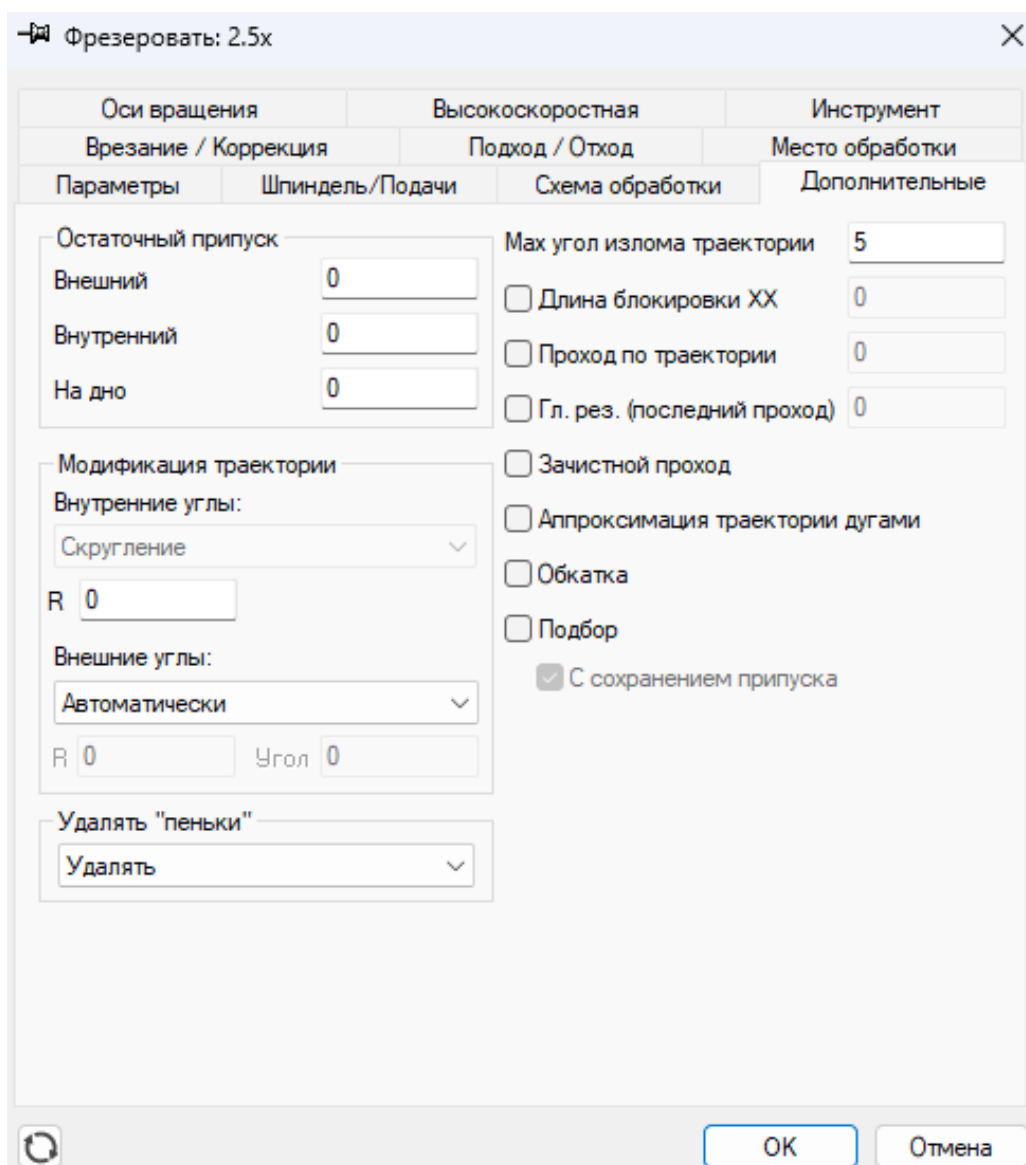 Фрезеровать: 2.5x
Оси вращения Высокоскоростная Инструмент
Врезание / Коррекция Подход / Отход Место обработки
Параметры Шпиндель/Подачи Схема обработки Дополнительные
Остаточный припуск
Внешний 0
Внутренний 0
На дно 0
Модификация траектории
Внутренние углы:
Скругление
R 0
Внешние углы:
Автоматически
R 0 Угол 0
Удалять "пеньки"
Удалять
Мах угол излома траектории 5
Длина блокировки ХХ 0
Проход по траектории 0
Гл. рез. (последний проход) 0
Зачистной проход
Аппроксимация траектории дугами
Обкатка
Подбор
С сохранением припуска
ОК Отмена